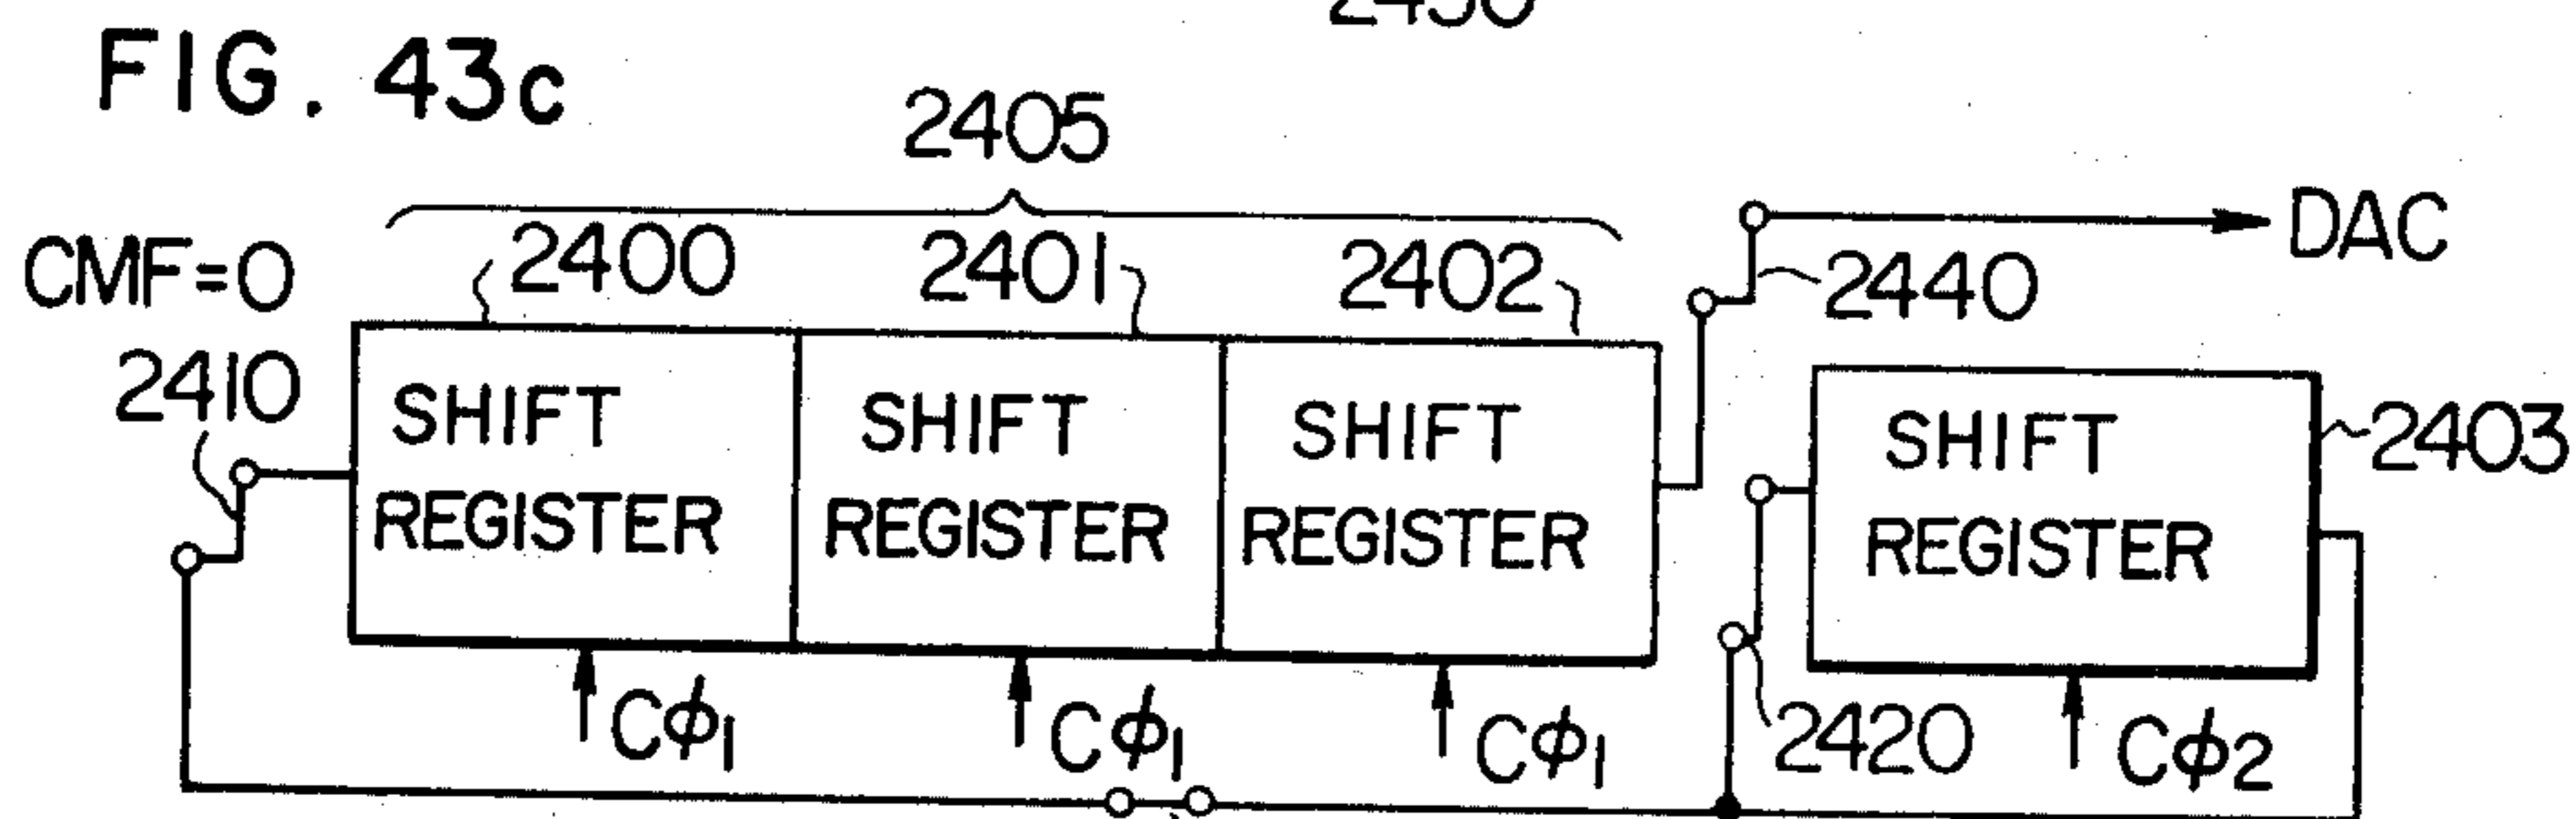 FIG. 43c
2405
DAC
CMF=0
2400
2401
2402
2440
2410
2403
SHIFT REGISTER
SHIFT REGISTER
SHIFT REGISTER
SHIFT REGISTER
2420
Cϕ1
Cϕ1
Cϕ1
Cϕ2